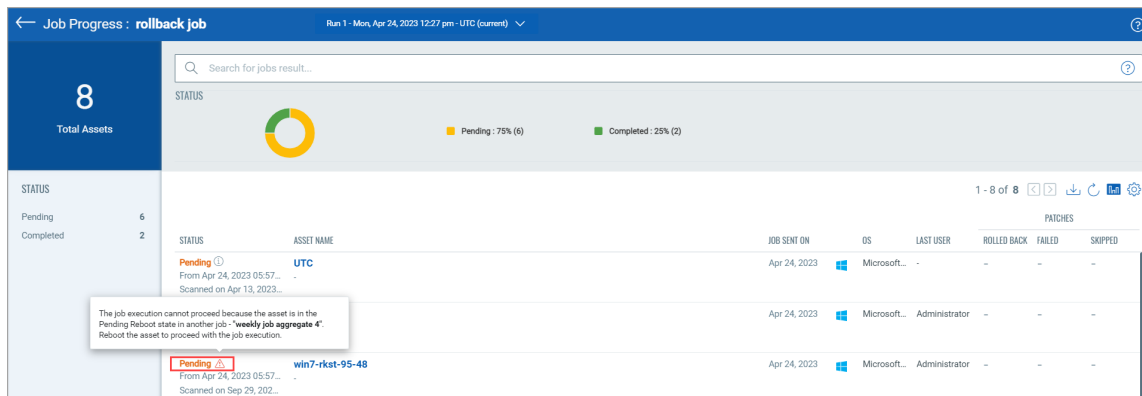 Job Progress : rollback job
Run 1 - Mon, Apr 24, 2023 12:27 pm - UTC (current)
8
Total Assets
Search for jobs result...
STATUS
Pending : 75% (6)
Completed : 25% (2)
STATUS
Pending 6
Completed 2
1 - 8 of 8
PATCHES
STATUS ASSET NAME JOB SENT ON OS LAST USER ROLLED BACK FAILED SKIPPED
Pending UTC Apr 24, 2023 Microsoft... - - - -
From Apr 24, 2023 05:57... -
Scanned on Apr 13, 2023...
The job execution cannot proceed because the asset is in the
Pending Reboot state in another job - "weekly job aggregate 4".
Reboot the asset to proceed with the job execution.
Apr 24, 2023 Microsoft... Administrator - - -
Pending win7-rkst-95-48 Apr 24, 2023 Microsoft... Administrator - - -
From Apr 24, 2023 05:57... -
Scanned on Sep 29, 202...